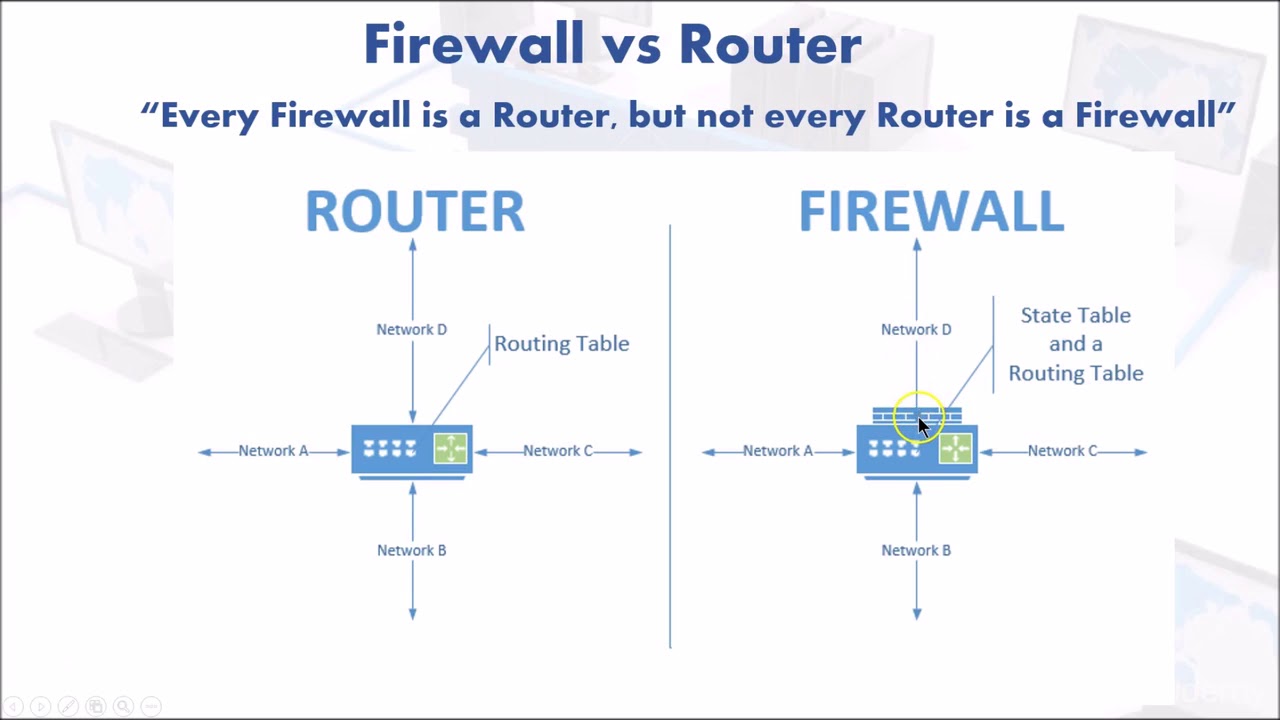 Firewall vs Router
“Every Firewall is a Router, but not every Router is a Firewall”
ROUTER
Network D
Routing Table
Network A
Network C
Network B
FIREWALL
Network D
State Table
and a
Routing Table
Network A
Network C
Network B